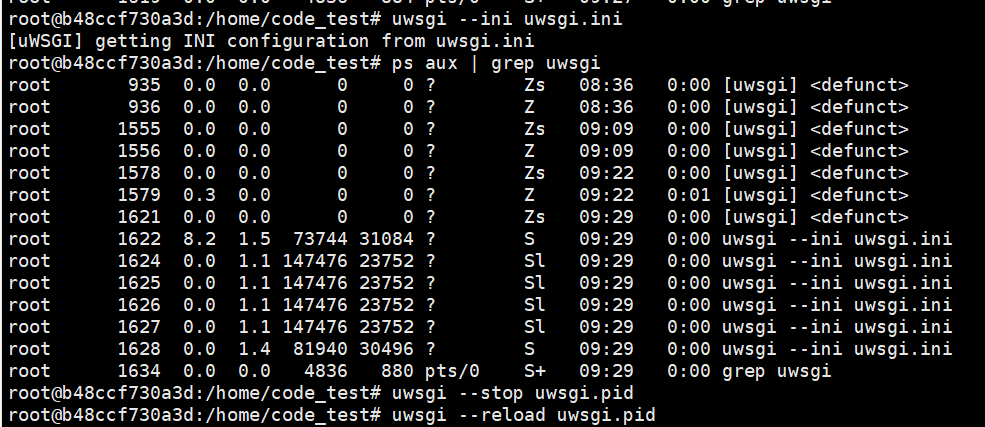 root@b48ccf730a3d:/home/code_test# uwsgi --ini uwsgi.ini
[uWSGI] getting INI configuration from uwsgi.ini
root@b48ccf730a3d:/home/code_test# ps aux | grep uwsgi
root 935 0.0 0.0 0 0 ? Zs 08:36 0:00 [uwsgi] <defunct>
root 936 0.0 0.0 0 0 ? Z 08:36 0:00 [uwsgi] <defunct>
root 1555 0.0 0.0 0 0 ? Zs 09:09 0:00 [uwsgi] <defunct>
root 1556 0.0 0.0 0 0 ? Z 09:09 0:00 [uwsgi] <defunct>
root 1578 0.0 0.0 0 0 ? Zs 09:22 0:00 [uwsgi] <defunct>
root 1579 0.3 0.0 0 0 ? Z 09:22 0:01 [uwsgi] <defunct>
root 1621 0.0 0.0 0 0 ? Zs 09:29 0:00 [uwsgi] <defunct>
root 1622 8.2 1.5 73744 31084 ? S 09:29 0:00 uwsgi --ini uwsgi.ini
root 1624 0.0 1.1 147476 23752 ? Sl 09:29 0:00 uwsgi --ini uwsgi.ini
root 1625 0.0 1.1 147476 23752 ? Sl 09:29 0:00 uwsgi --ini uwsgi.ini
root 1626 0.0 1.1 147476 23752 ? Sl 09:29 0:00 uwsgi --ini uwsgi.ini
root 1627 0.0 1.1 147476 23752 ? Sl 09:29 0:00 uwsgi --ini uwsgi.ini
root 1628 0.0 1.4 81940 30496 ? S 09:29 0:00 uwsgi --ini uwsgi.ini
root 1634 0.0 0.0 4836 880 pts/0 S+ 09:29 0:00 grep uwsgi
root@b48ccf730a3d:/home/code_test# uwsgi --stop uwsgi.pid
root@b48ccf730a3d:/home/code_test# uwsgi --reload uwsgi.pid